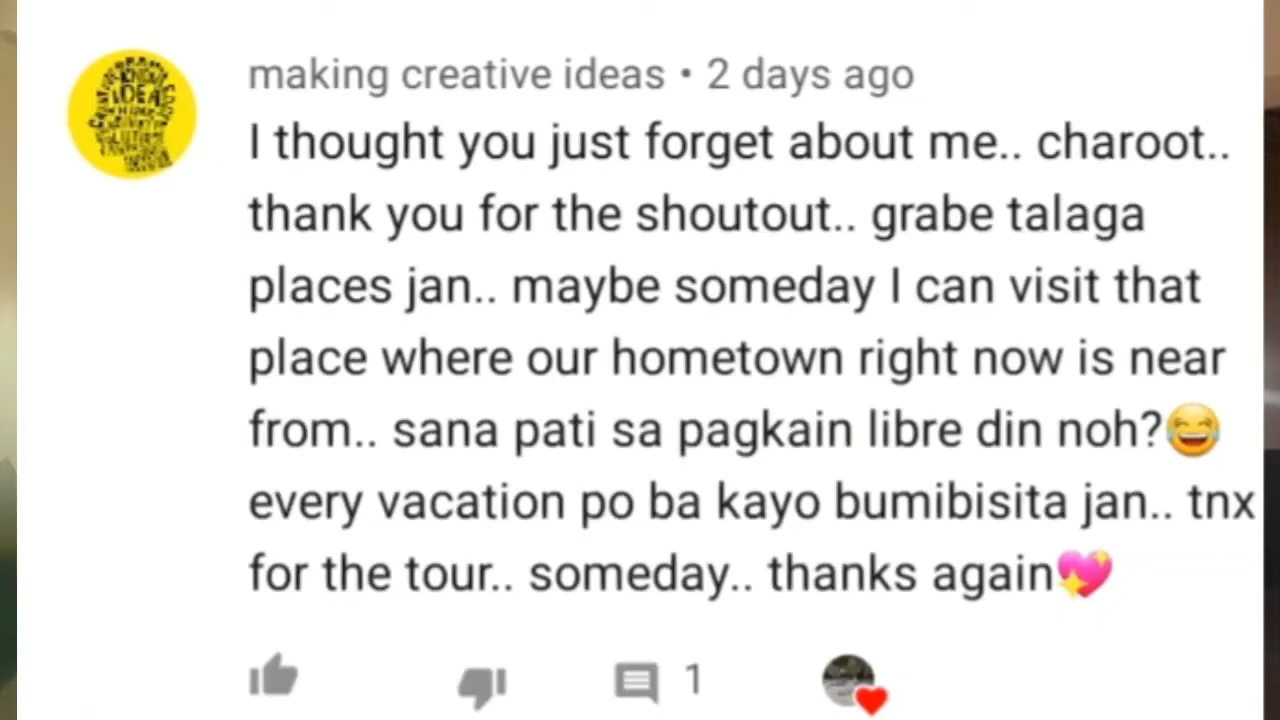 making creative ideas • 2 days ago
I thought you just forget about me.. charoot..
thank you for the shoutout.. grabe talaga
places jan.. maybe someday I can visit that
place where our hometown right now is near
from.. sana pati sa pagkain libre din noh?😂
every vacation po ba kayo bumibisita jan.. tnx
for the tour.. someday.. thanks again💖
1